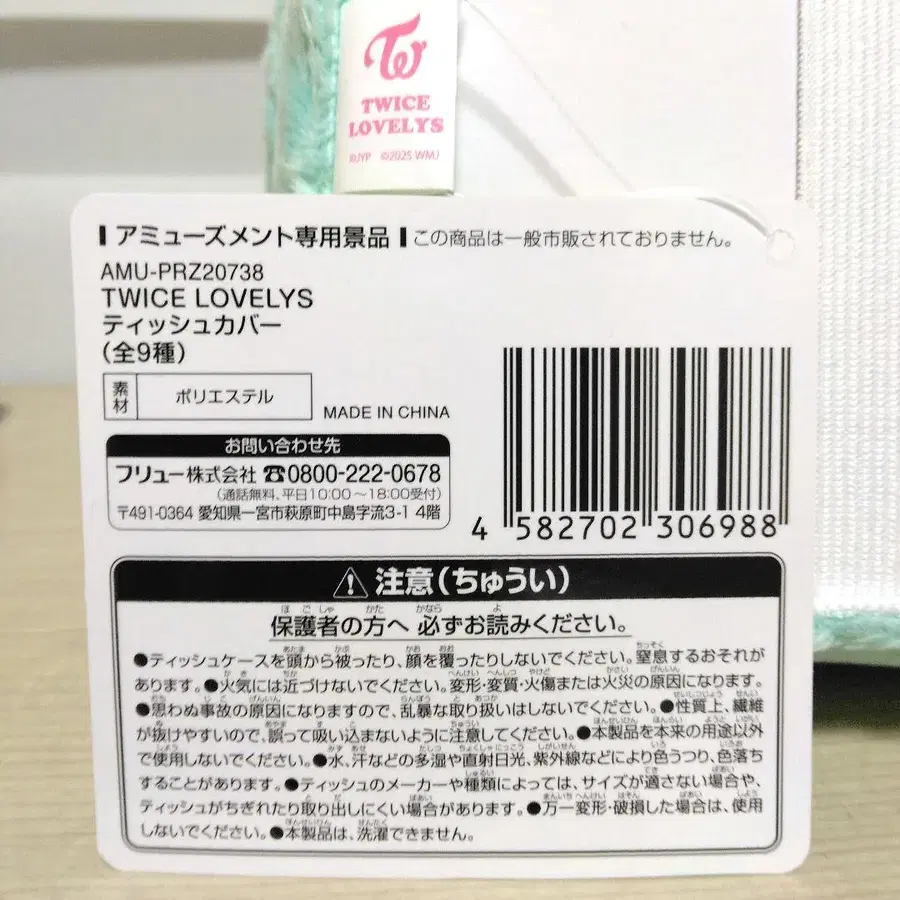 TWICE
LOVELYS
©JYP ©2025 WMJ
アミューズメント専用景品 この商品は一般市販されておりません。
AMU-PRZ20738
TWICE LOVELYS
ティッシュカバー
(全9種)
素材 ポリエステル
MADE IN CHINA
お問い合わせ先
フリュー株式会社 ☎0800-222-0678
(通話無料、平日10:00～18:00受付)
〒491-0364 愛知県一宮市萩原町中島字流3-1 4階
4 582702 306988
⚠ 注意(ちゅうい)
保護者の方へ 必ずお読みください。
●ティッシュケースを頭から被ったり、顔を覆ったりしないでください。窒息するおそれが
あります。●火気には近づけないでください。変形・変質・火傷または火災の原因になります。
●思わぬ事故の原因になりますので、乱暴な取り扱いはしないでください。●性質上、繊維
が抜けやすいので、誤って吸い込まないように注意してください。●本製品を本来の用途以外
で使用しないでください。●水、汗などの多湿や直射日光、紫外線などにより色うつり、色落ち
することがあります。●ティッシュのメーカーや種類によっては、サイズが適さない場合や、
ティッシュがちぎれたり取り出しにくい場合があります。●万一変形・破損した場合は、使用
しないでください。●本製品は、洗濯できません。